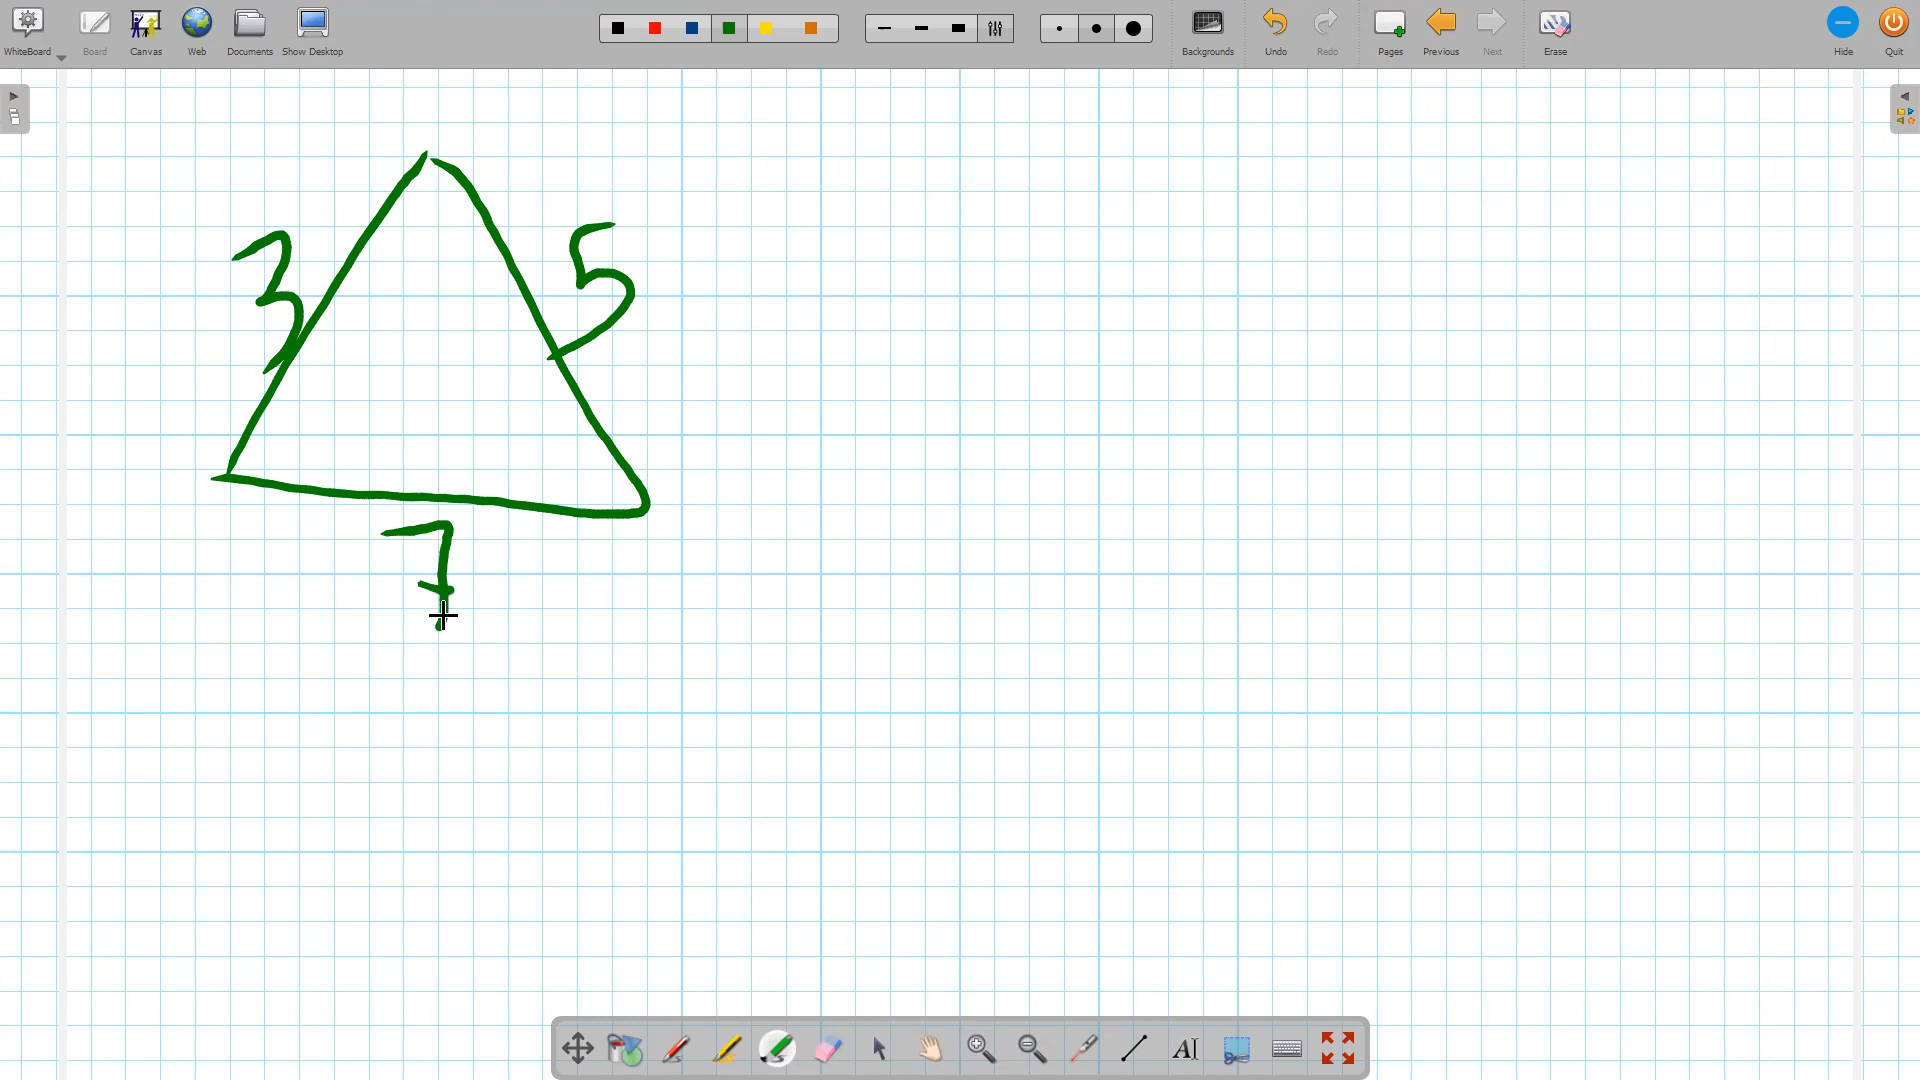 WhiteBoard Board Canvas Web Documents Show Desktop Backgrounds Undo Redo Pages Previous Next Erase Hide Quit
3
5
7
AI